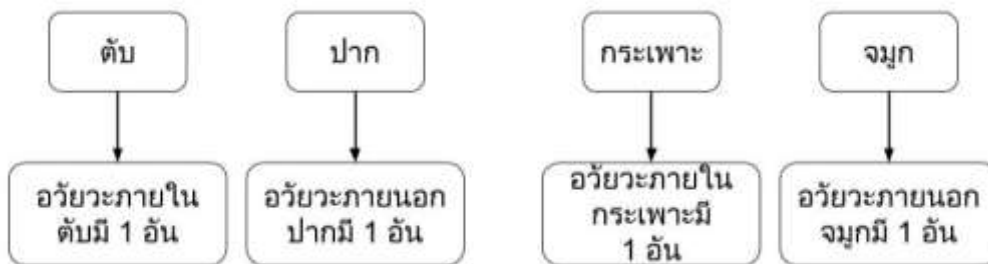 ตับ
ปาก
กระเพาะ
จมูก
อวัยวะภายใน
ตับมี 1 อัน
อวัยวะภายนอก
ปากมี 1 อัน
อวัยวะภายใน
กระเพาะมี
1 อัน
อวัยวะภายนอก
จมูกมี 1 อัน